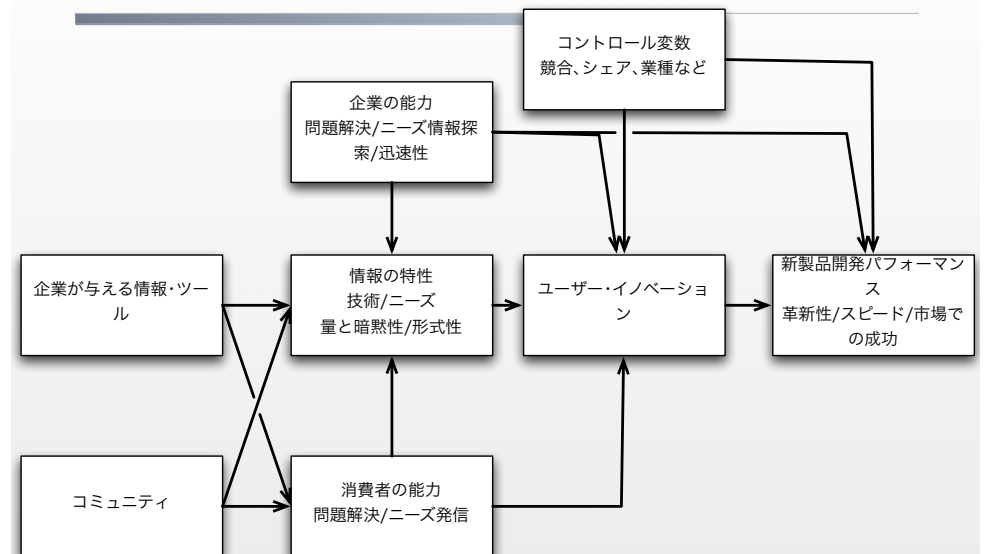 コントロール変数
競合、シェア、業種など
企業の能力
問題解決/ニーズ情報探
索/迅速性
企業が与える情報・ツー
ル
情報の特性
技術/ニーズ
量と暗黙性/形式性
ユーザー・イノベーショ
ン
新製品開発パフォーマン
ス
革新性/スピード/市場で
の成功
コミュニティ
消費者の能力
問題解決/ニーズ発信